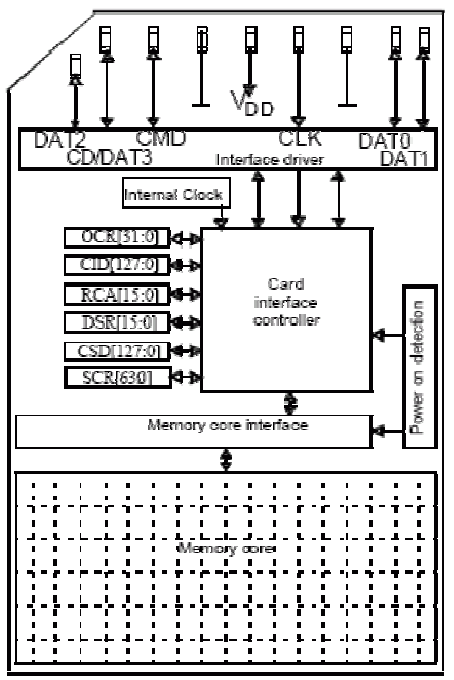 VDD
DAT2 CMD CLK DAT0
CD/DAT3 Interface driver DAT1
Internal Clock
OCR[31:0]
CID[127:0]
RCA[15:0]
DSR[15:0]
CSD[127:0]
SCR[63:0]
Card
interface
controller
Power on detection
Memory core interface
Memory core